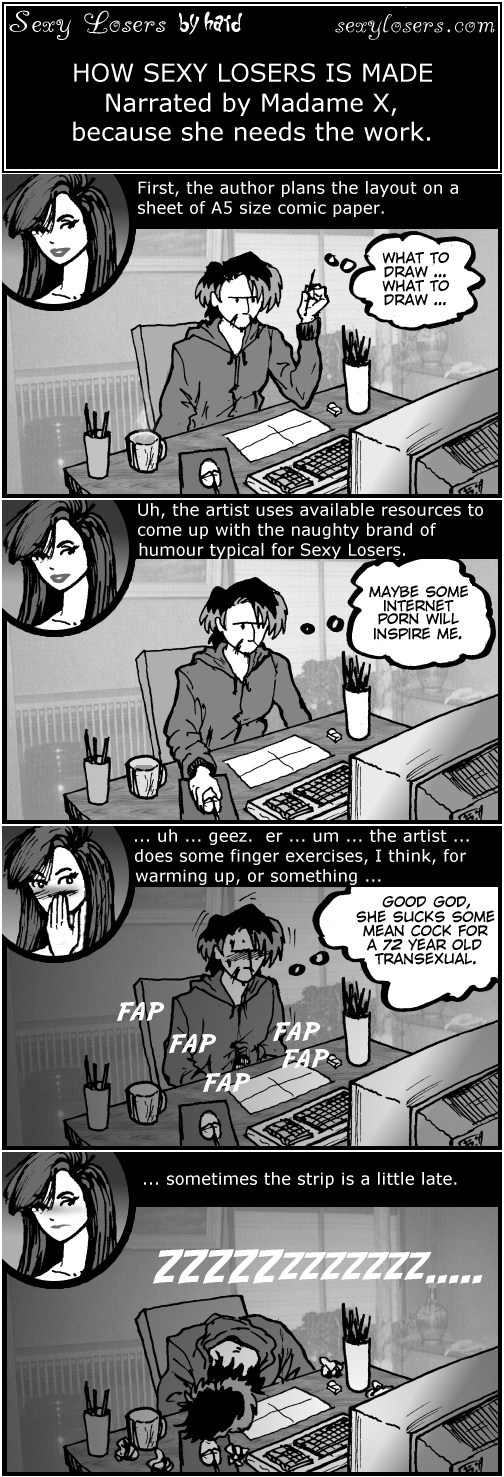 Sexy Losers by hard
sexylosers.com
HOW SEXY LOSERS IS MADE
Narrated by Madame X,
because she needs the work.
First, the author plans the layout on a
sheet of A5 size comic paper.
WHAT TO
DRAW ...
WHAT TO
DRAW ...
Uh, the artist uses available resources to
come up with the naughty brand of
humour typical for Sexy Losers.
MAYBE SOME
INTERNET
PORN WILL
INSPIRE ME.
... uh ... geez.  er ... um ... the artist ...
does some finger exercises, I think, for
warming up, or something ...
GOOD GOD,
SHE SUCKS SOME
MEAN COCK FOR
A 72 YEAR OLD
TRANSEXUAL.
FAP
FAP
FAP
FAP
FAP
... sometimes the strip is a little late.
ZZZZZZZZZZZZ.....